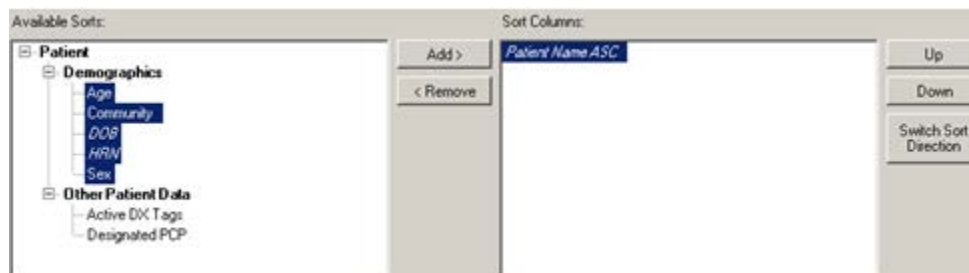 Available Sorts:
Patient
Demographics
Age
Community
DOB
HRN
Sex
Other Patient Data
Active DX Tags
Designated PCP
Add >
< Remove
Sort Columns:
Patient Name ASC
Up
Down
Switch Sort
Direction